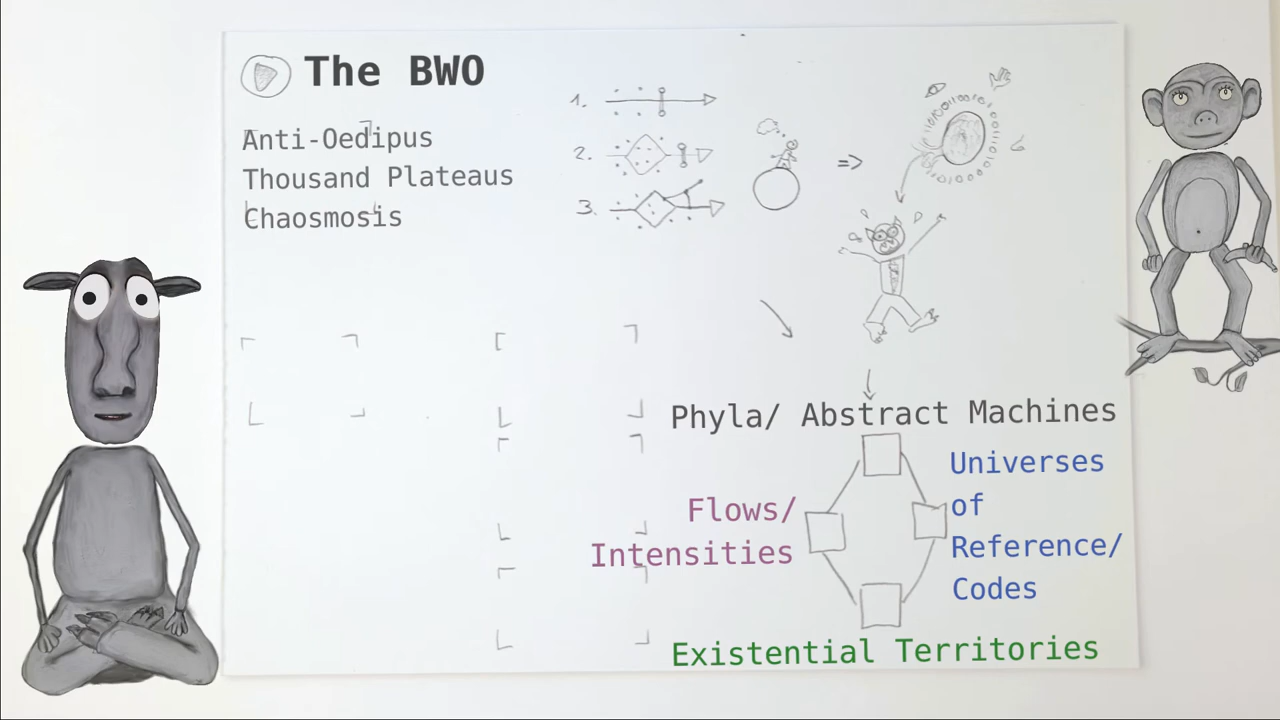 The BWO
Anti-Oedipus
Thousand Plateaus
Chaosmosis
1.
2.
3.
=>
Phyla/ Abstract Machines
Flows/
Intensities
Universes
of
Reference/
Codes
Existential Territories